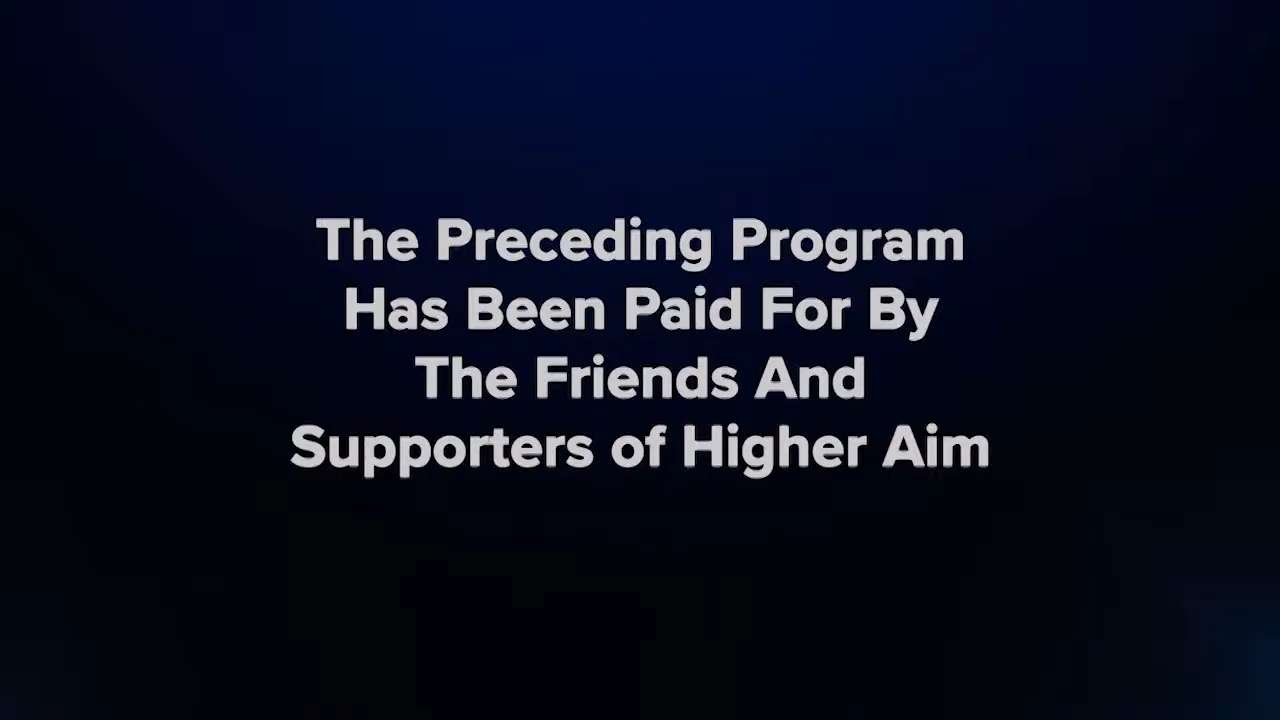 The Preceding Program
Has Been Paid For By
The Friends And
Supporters of Higher Aim